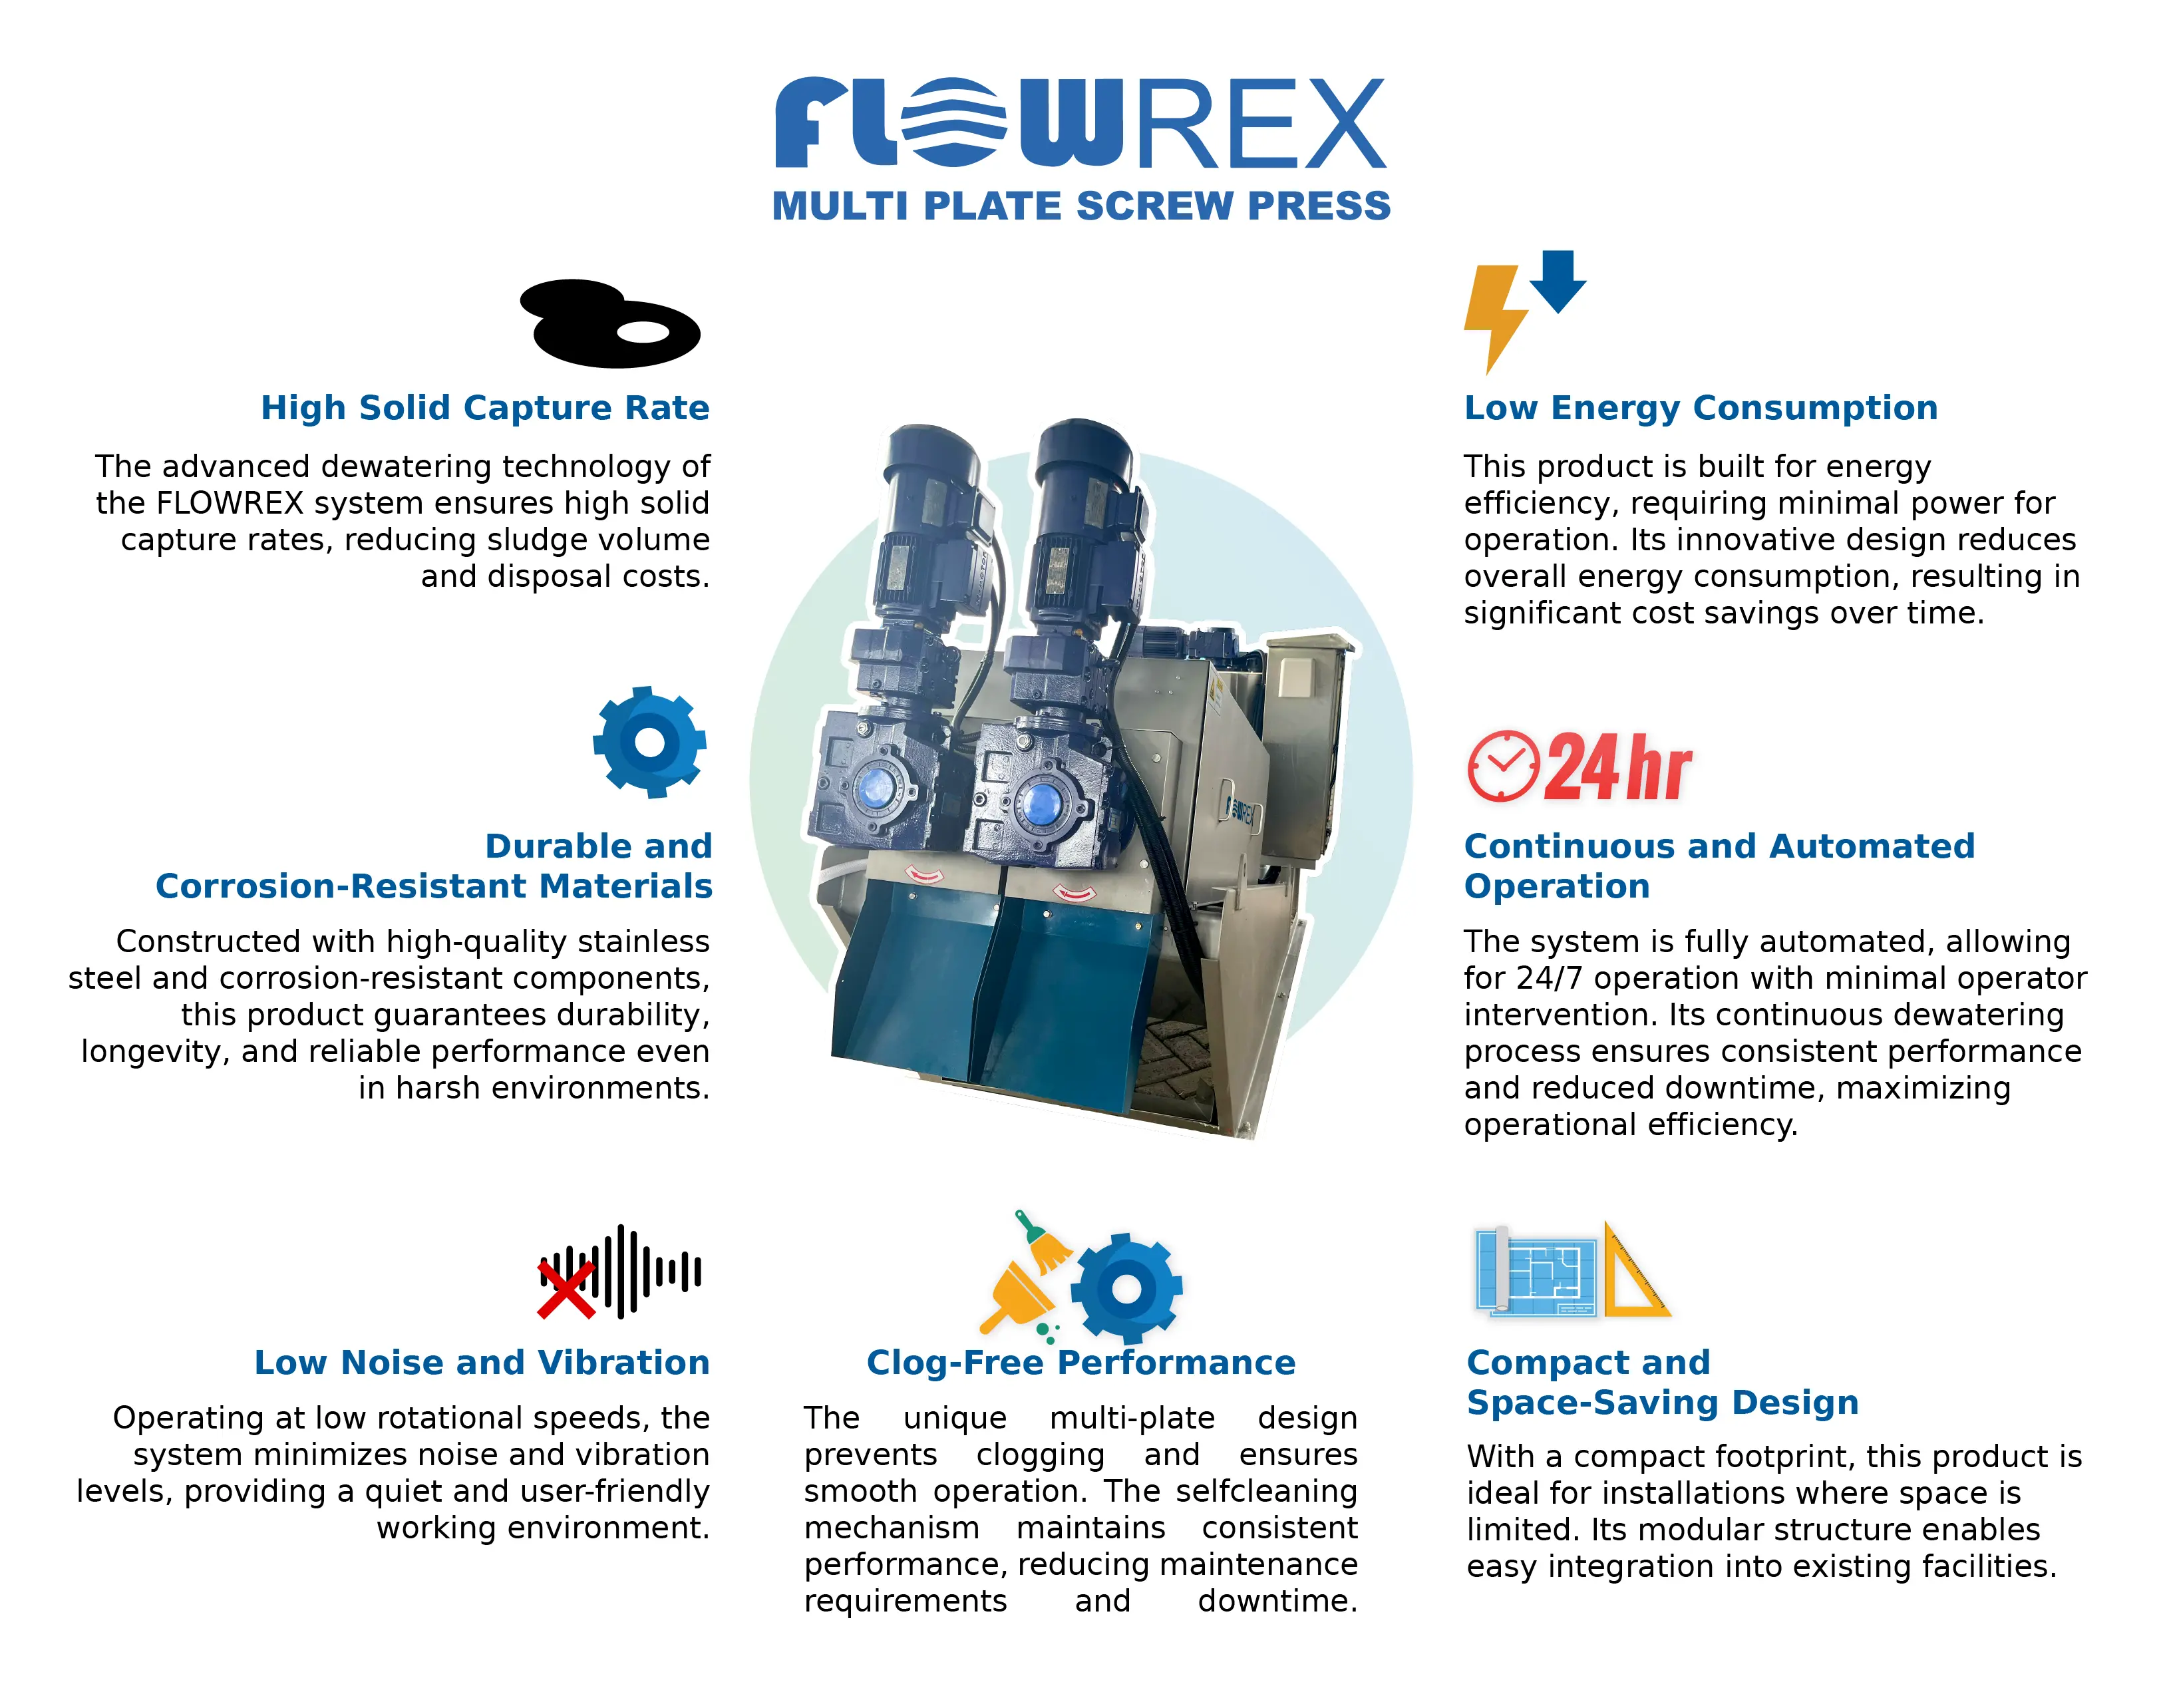 FLOWREX
MULTI PLATE SCREW PRESS
High Solid Capture Rate
The advanced dewatering technology of
the FLOWREX system ensures high solid
capture rates, reducing sludge volume
and disposal costs.
Durable and
Corrosion-Resistant Materials
Constructed with high-quality stainless
steel and corrosion-resistant components,
this product guarantees durability,
longevity, and reliable performance even
in harsh environments.
Low Noise and Vibration
Operating at low rotational speeds, the
system minimizes noise and vibration
levels, providing a quiet and user-friendly
working environment.
FLOWREX
Clog-Free Performance
The unique multi-plate design
prevents clogging and ensures
smooth operation. The selfcleaning
mechanism maintains consistent
performance, reducing maintenance
requirements and downtime.
Low Energy Consumption
This product is built for energy
efficiency, requiring minimal power for
operation. Its innovative design reduces
overall energy consumption, resulting in
significant cost savings over time.
24hr
Continuous and Automated
Operation
The system is fully automated, allowing
for 24/7 operation with minimal operator
intervention. Its continuous dewatering
process ensures consistent performance
and reduced downtime, maximizing
operational efficiency.
Compact and
Space-Saving Design
With a compact footprint, this product is
ideal for installations where space is
limited. Its modular structure enables
easy integration into existing facilities.